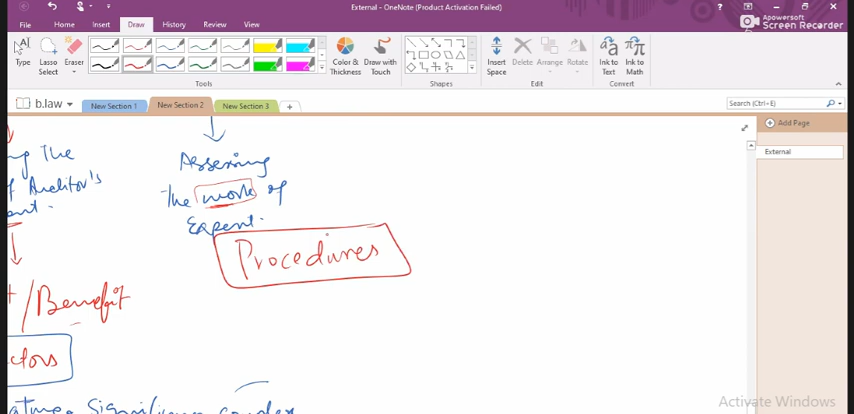 External - OneNote (Product Activation Failed)
Apowersoft
Screen Recorder
File Home Insert Draw History Review View
Type
Lasso
Select
Eraser
Color &
Thickness
Draw with
Touch
Insert
Space
Delete
Arrange
Rotate
Ink to
Text
Ink to
Math
Tools
Shapes
Edit
Convert
b.law New Section 1 New Section 2 New Section 3
Search (Ctrl+E)
Add Page
External
The
Auditor's
Assessing
the work of
Expert.
Procedures
/Benefit
ctors
Activate Windows